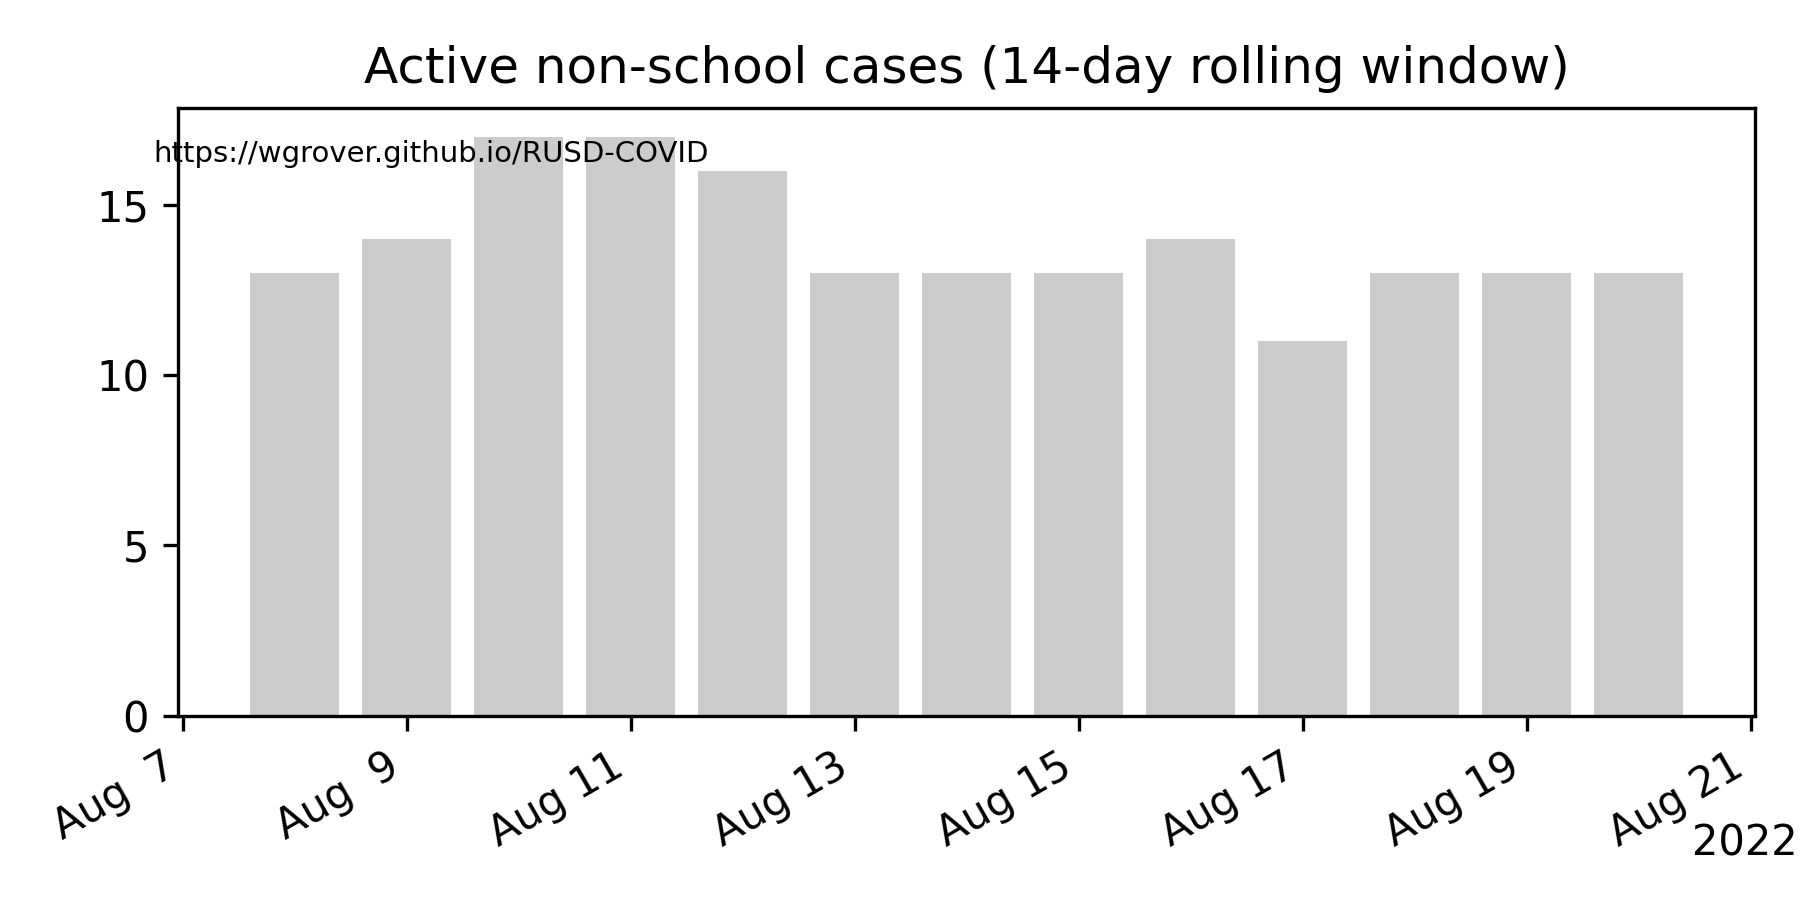 Active non-school cases (14-day rolling window)
https://wgrover.github.io/RUSD-COVID
15
10
5
0
Aug 7
Aug 9
Aug 11
Aug 13
Aug 15
Aug 17
Aug 19
Aug 21
2022